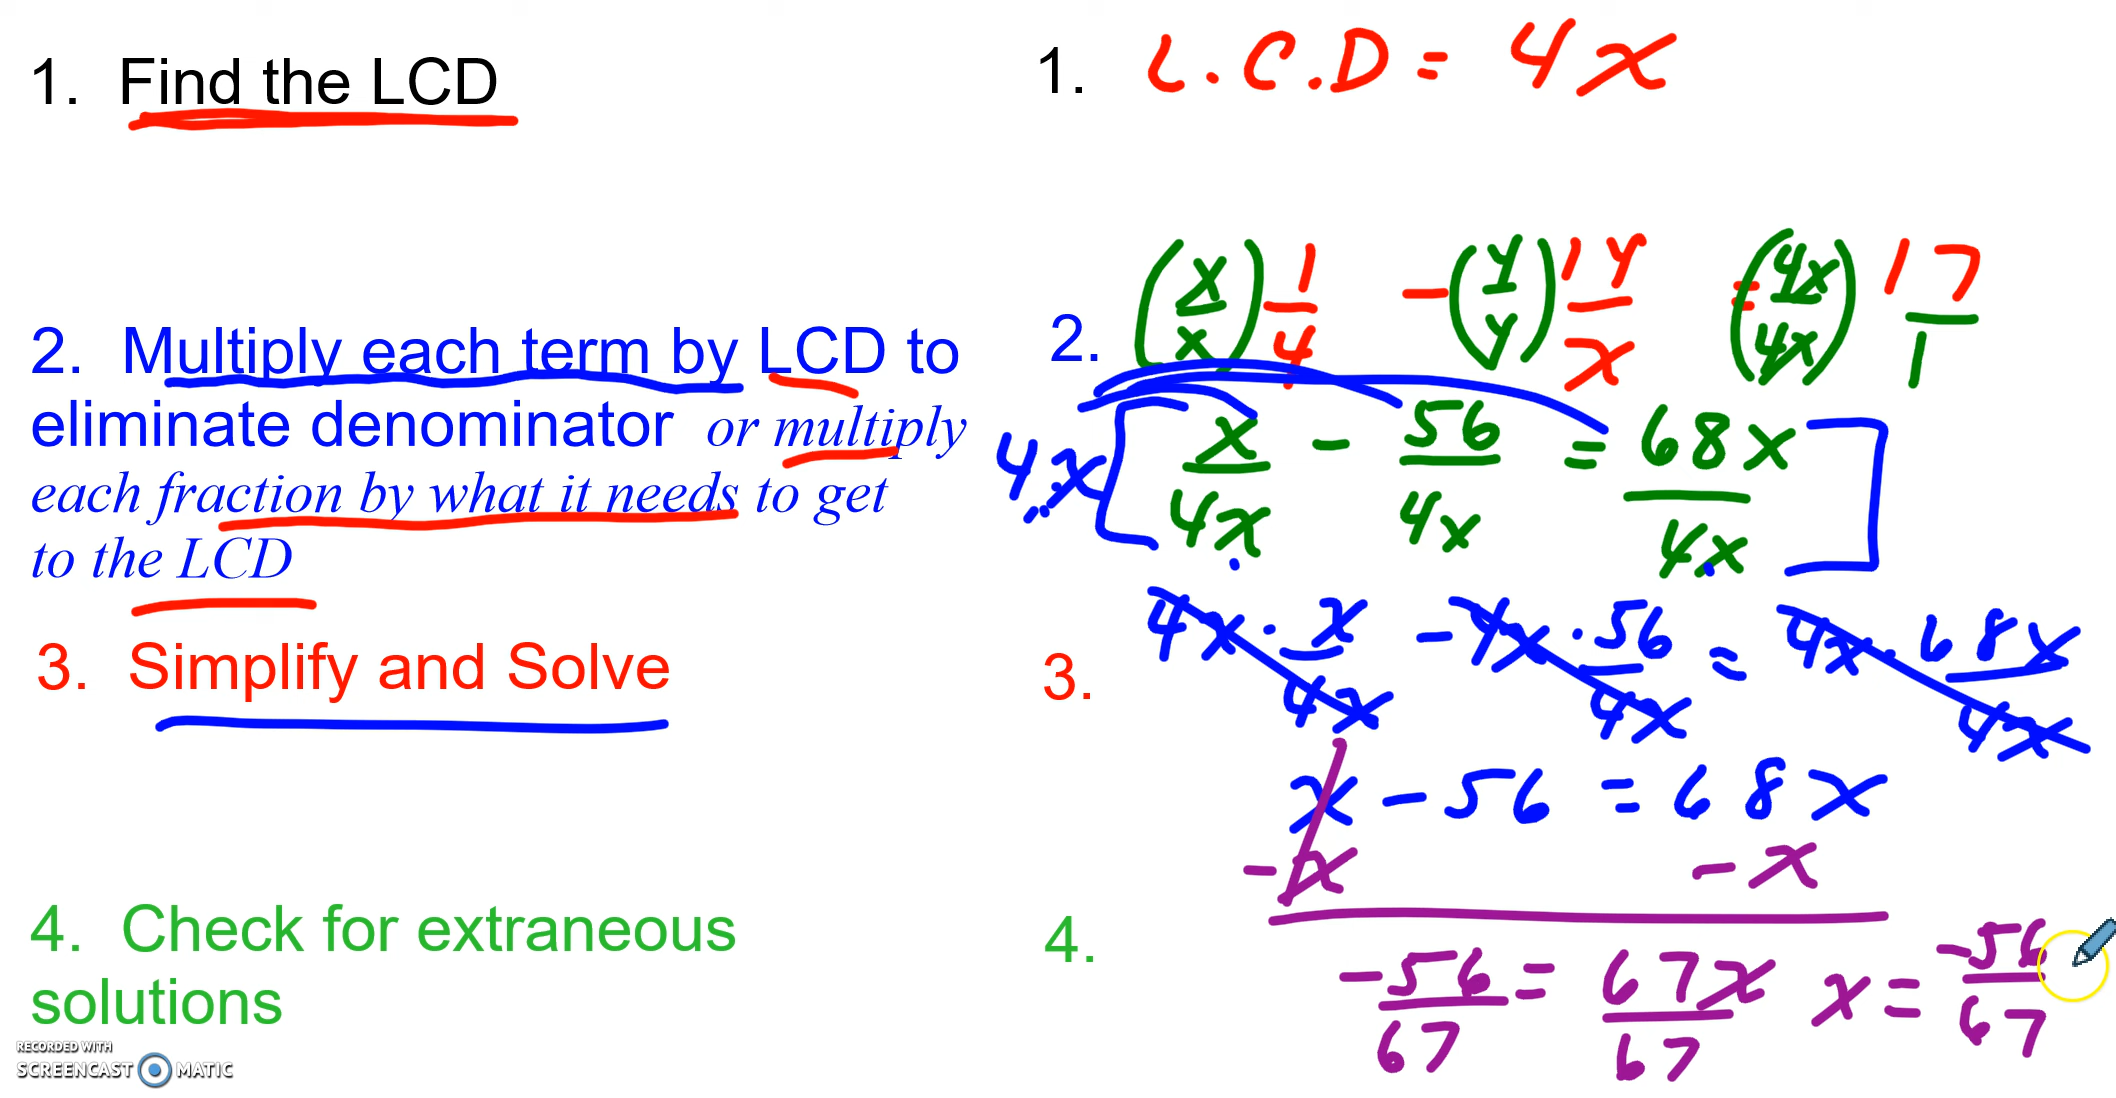 1. Find the LCD
2. Multiply each term by LCD to
eliminate denominator or multiply
each fraction by what it needs to get
to the LCD
3. Simplify and Solve
4. Check for extraneous
solutions
RECORDED WITH
SCREENCAST MATIC
1. L.C.D = 4x
2. (x/x) 1/4 - (4/4) 14/x = (4x/4x) 17/1
4x [ x/4x - 56/4x = 68x/4x ]
3. 4x · x/4x - 4x · 56/4x = 4x · 68x/4x
x - 56 = 68x
- x - x
4. -56/67 = 67x/67 x = -56/67